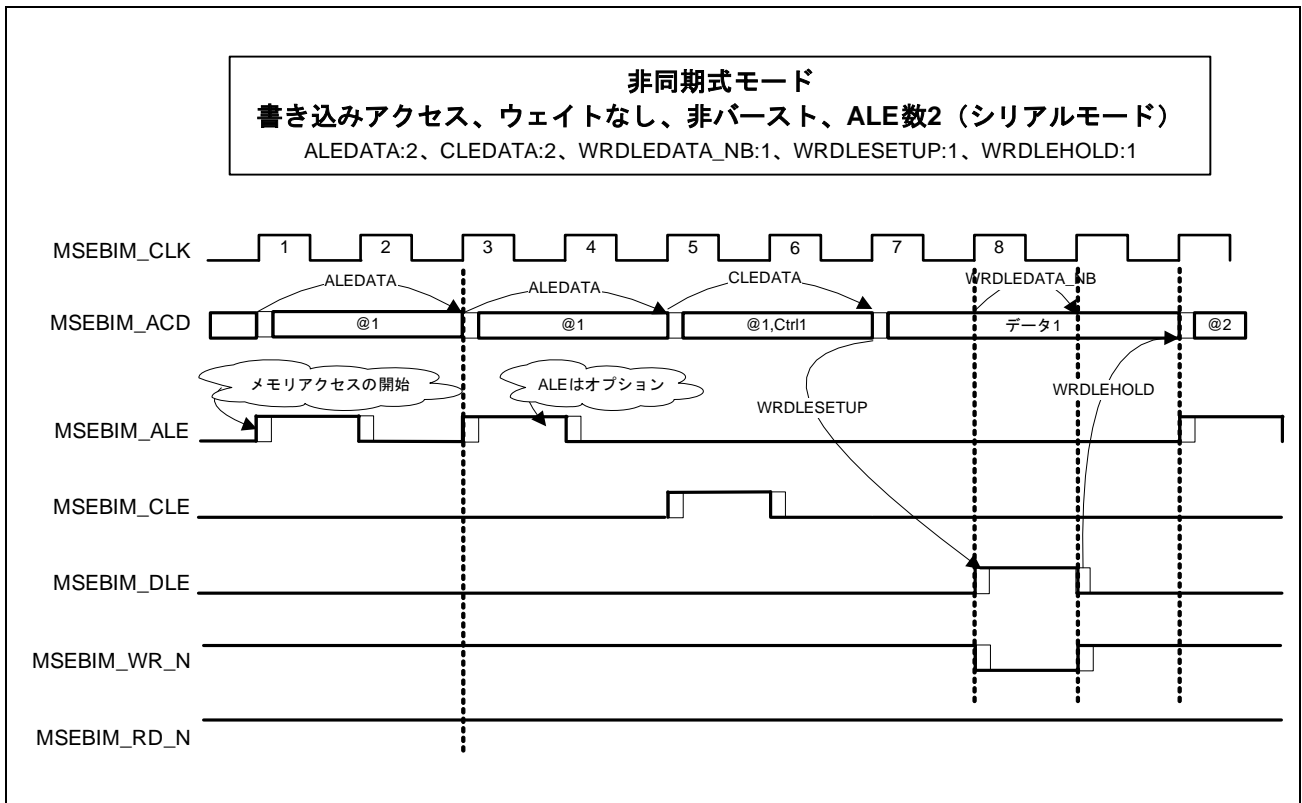 非同期式モード
書き込みアクセス、ウェイトなし、非バースト、ALE数2（シリアルモード）
ALEDATA:2、CLEDATA:2、WRDLEDATA_NB:1、WRDLESETUP:1、WRDLEHOLD:1
MSEBIM_CLK
1 2 3 4 5 6 7 8
ALEDATA ALEDATA CLEDATA WRDLEDATA_NB
MSEBIM_ACD
@1 @1 @1,Ctrl1 データ1 @2
メモリアクセスの開始
ALEはオプション
WRDLESETUP
WRDLEHOLD
MSEBIM_ALE
MSEBIM_CLE
MSEBIM_DLE
MSEBIM_WR_N
MSEBIM_RD_N